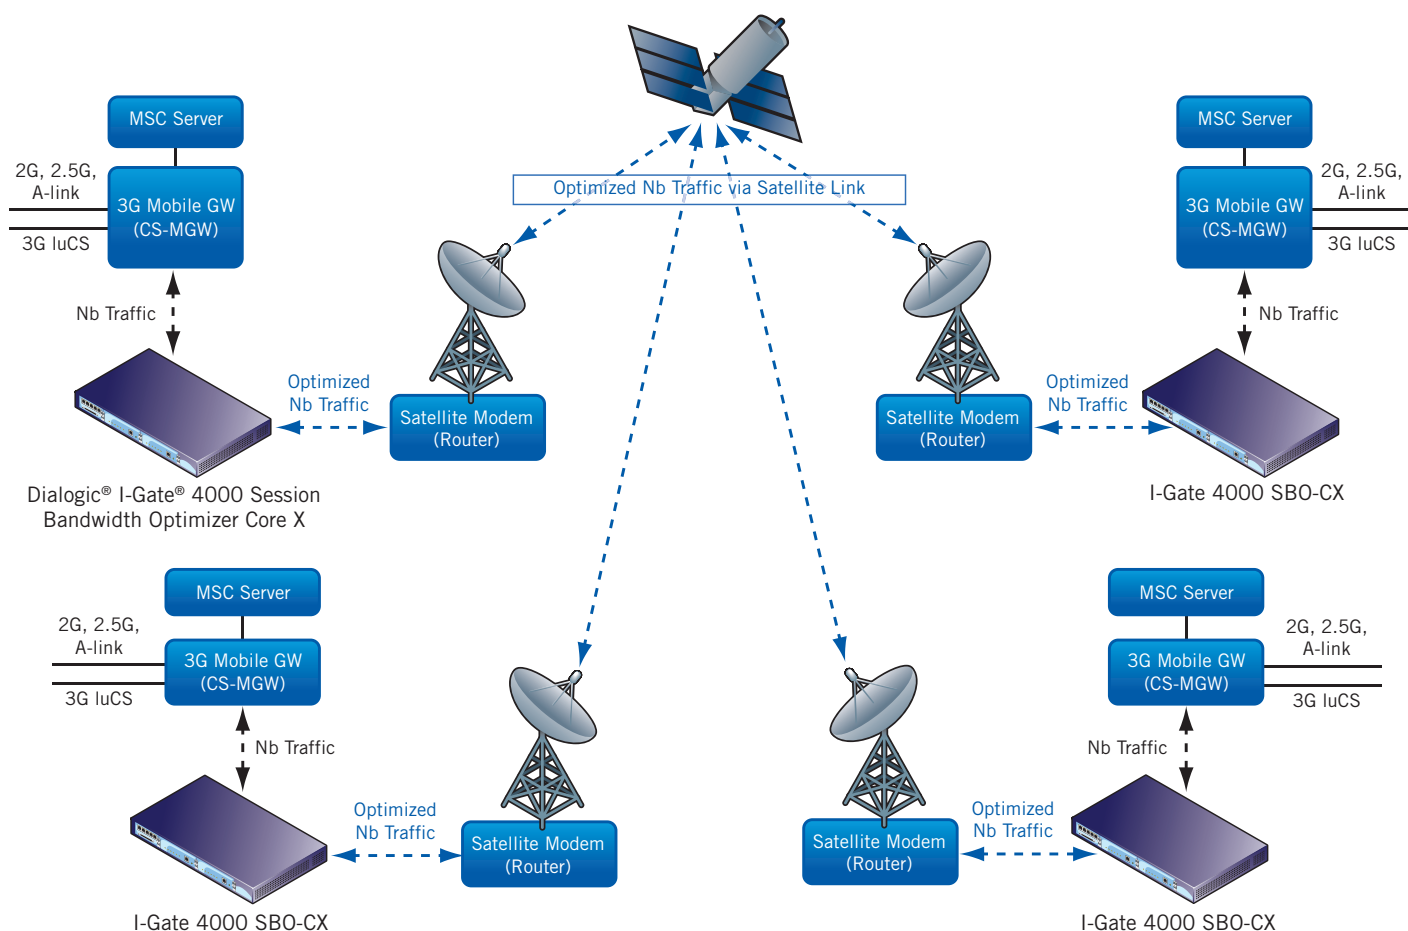 MSC Server
2G, 2.5G,
A-link
3G Mobile GW
(CS-MGW)
3G luCS
Nb Traffic
Optimized
Nb Traffic
Satellite Modem
(Router)
Dialogic® I-Gate® 4000 Session
Bandwidth Optimizer Core X
Optimized Nb Traffic via Satellite Link
MSC Server
2G, 2.5G,
A-link
3G Mobile GW
(CS-MGW)
3G luCS
Nb Traffic
Optimized
Nb Traffic
Satellite Modem
(Router)
I-Gate 4000 SBO-CX
MSC Server
2G, 2.5G,
A-link
3G Mobile GW
(CS-MGW)
3G luCS
Nb Traffic
Optimized
Nb Traffic
Satellite Modem
(Router)
I-Gate 4000 SBO-CX
MSC Server
2G, 2.5G,
A-link
3G Mobile GW
(CS-MGW)
3G luCS
Nb Traffic
Optimized
Nb Traffic
Satellite Modem
(Router)
I-Gate 4000 SBO-CX